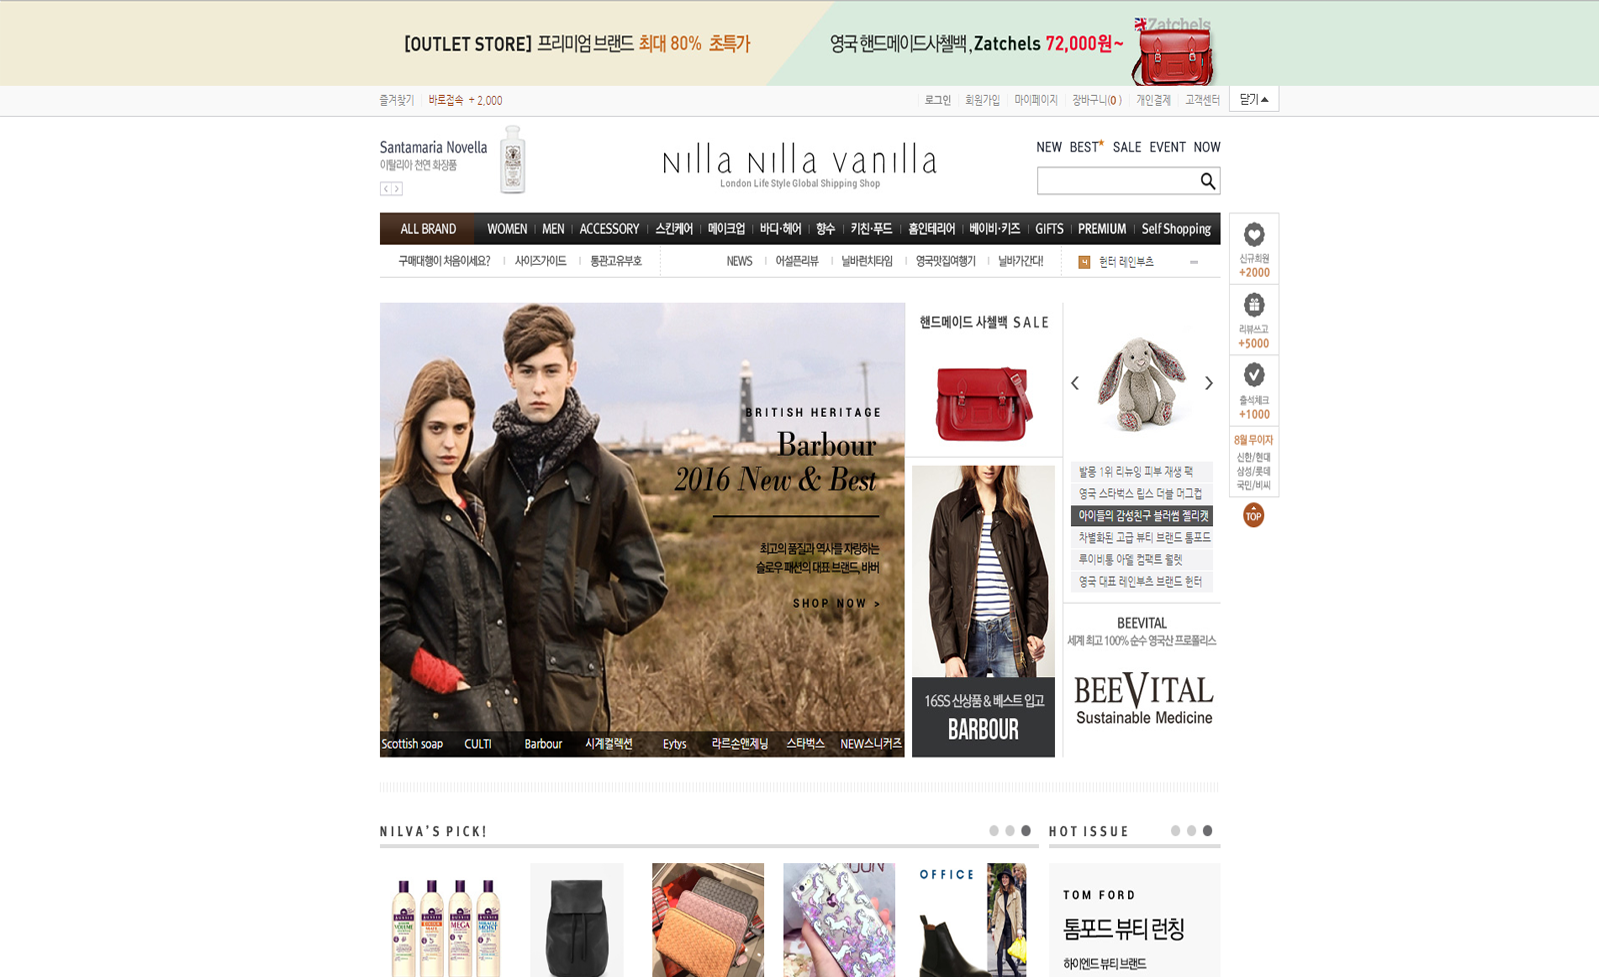 [OUTLET STORE] 프리미엄 브랜드 최대 80% 초특가
영국 핸드메이드사첼백, Zatchels 72,000원~
Zatchels
즐겨찾기 바로접속 + 2,000
로그인 회원가입 마이페이지 장바구니(0) 개인결제 고객센터 닫기▲
Santamaria Novella
이탈리아 천연 화장품
nilla nilla vanilla
London Life Style Global Shipping Shop
NEW BEST* SALE EVENT NOW
ALL BRAND WOMEN MEN ACCESSORY 스킨케어 메이크업 바디·헤어 향수 키친·푸드 홈인테리어 베이비·키즈 GIFTS PREMIUM Self Shopping
구매대행이 처음이세요? 사이즈가이드 통관고유부호 NEWS 어설픈리뷰 닐바런치타임 영국맛집여행기 닐바가간다! 4 헌터 레인부츠
신규회원
+2000
리뷰쓰고
+5000
출석체크
+1000
8월 무이자
신한/현대
삼성/롯데
국민/비씨
TOP
BRITISH HERITAGE
Barbour
2016 New & Best
최고의 품질과 역사를 자랑하는
슬로우 패션의 대표 브랜드, 바버
SHOP NOW >
Scottish soap CULTI Barbour 시계컬렉션 Eytys 라르손앤제닝 스타벅스 NEW스니커즈
핸드메이드 사첼백 SALE
16SS 신상품 & 베스트 입고
BARBOUR
발몽 1위 리뉴잉 피부 재생 팩
영국 스타벅스 립스 더블 머그컵
아이들의 감성친구 블러썸 젤리캣
차별화된 고급 뷰티 브랜드 톰포드
루이비통 아델 컴팩트 월렛
영국 대표 레인부츠 브랜드 헌터
BEEVITAL
세계 최고 100% 순수 영국산 프로폴리스
BEEVITAL
Sustainable Medicine
NILVA'S PICK!
HOT ISSUE
AUSSIE AUSSIE AUSSIE AUSSIE
VOLUME MEGA MOIST
OFFICE
TOM FORD
톰포드 뷰티 런칭
하이엔드 뷰티 브랜드